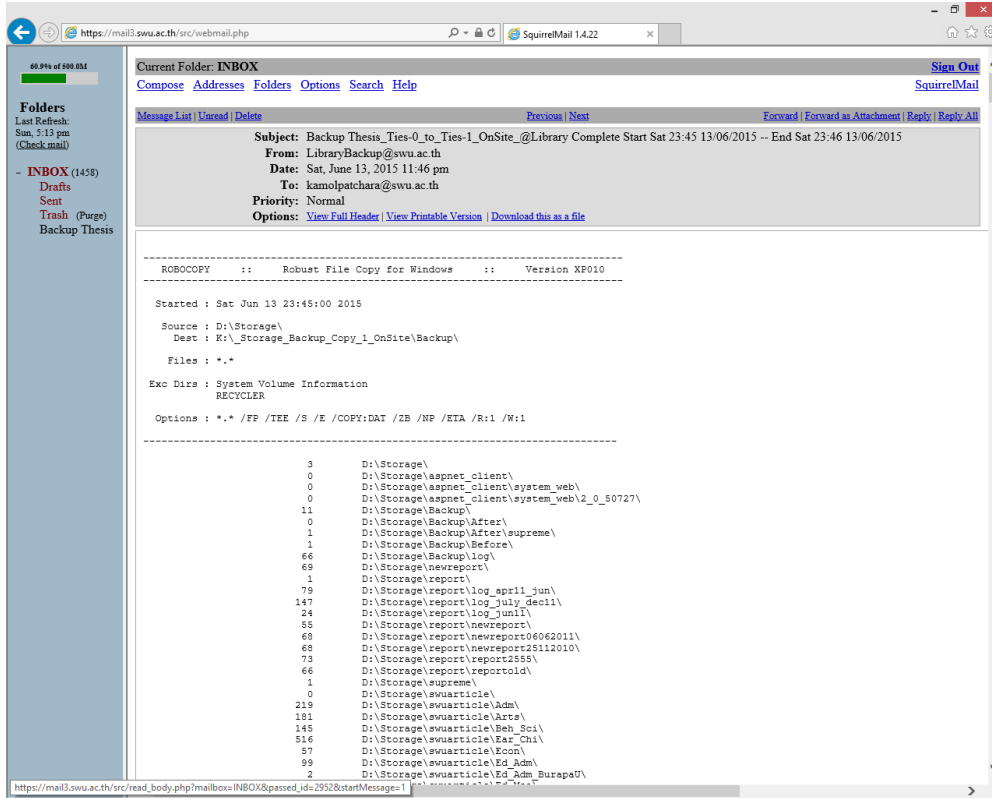 https://mail3.swu.ac.th/src/webmail.php
SquirrelMail 1.4.22
60.9% of 500.0M
Folders
Last Refresh:
Sun, 5:13 pm
(Check mail)
– INBOX (1458)
Drafts
Sent
Trash (Purge)
Backup Thesis
Current Folder: INBOX Sign Out
Compose Addresses Folders Options Search Help SquirrelMail
Message List | Unread | Delete Previous | Next Forward | Forward as Attachment | Reply | Reply All
Subject: Backup Thesis_Ties-0_to_Ties-1_OnSite_@Library Complete Start Sat 23:45 13/06/2015 -- End Sat 23:46 13/06/2015
From: LibraryBackup@swu.ac.th
Date: Sat, June 13, 2015 11:46 pm
To: kamolpatchara@swu.ac.th
Priority: Normal
Options: View Full Header | View Printable Version | Download this as a file
-------------------------------------------------------------------------------
ROBOCOPY :: Robust File Copy for Windows :: Version XP010
-------------------------------------------------------------------------------
Started : Sat Jun 13 23:45:00 2015
Source : D:\Storage\
Dest : K:\_Storage_Backup_Copy_1_OnSite\Backup\
Files : *.*
Exc Dirs : System Volume Information
RECYCLER
Options : *.* /FP /TEE /S /E /COPY:DAT /ZB /NP /ETA /R:1 /W:1
------------------------------------------------------------------------------
3 D:\Storage\
0 D:\Storage\aspnet_client\
0 D:\Storage\aspnet_client\system_web\
0 D:\Storage\aspnet_client\system_web\2_0_50727\
11 D:\Storage\Backup\
0 D:\Storage\Backup\After\
1 D:\Storage\Backup\After\supreme\
1 D:\Storage\Backup\Before\
66 D:\Storage\Backup\log\
69 D:\Storage\newreport\
1 D:\Storage\report\
79 D:\Storage\report\log_apr11_jun\
147 D:\Storage\report\log_july_dec11\
24 D:\Storage\report\log_jun11\
55 D:\Storage\report\newreport\
68 D:\Storage\report\newreport06062011\
68 D:\Storage\report\newreport25112010\
73 D:\Storage\report\report2555\
66 D:\Storage\report\reportold\
1 D:\Storage\supreme\
0 D:\Storage\swuarticle\
219 D:\Storage\swuarticle\Adm\
181 D:\Storage\swuarticle\Arts\
145 D:\Storage\swuarticle\Beh_Sci\
516 D:\Storage\swuarticle\Ear_Chi\
57 D:\Storage\swuarticle\Econ\
99 D:\Storage\swuarticle\Ed_Adm\
2 D:\Storage\swuarticle\Ed_Adm_BurapaU\
https://mail3.swu.ac.th/src/read_body.php?mailbox=INBOX&passed_id=2952&startMessage=1